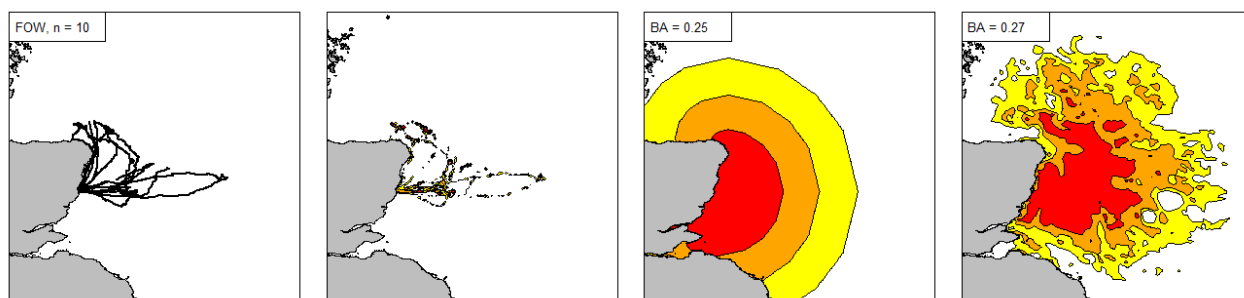 FOW, n = 10
BA = 0.25
BA = 0.27